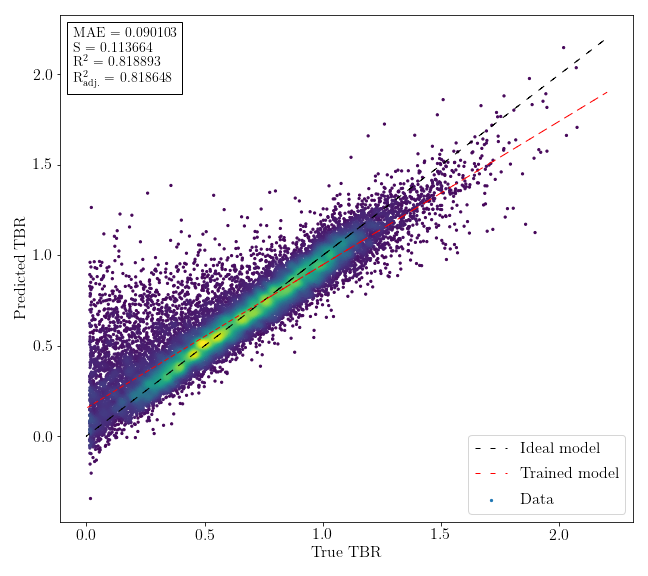 MAE = 0.090103
S = 0.113664
R² = 0.818893
R²adj. = 0.818648
2.0
1.5
1.0
0.5
0.0
Predicted TBR
0.0 0.5 1.0 1.5 2.0
True TBR
Ideal model
Trained model
Data